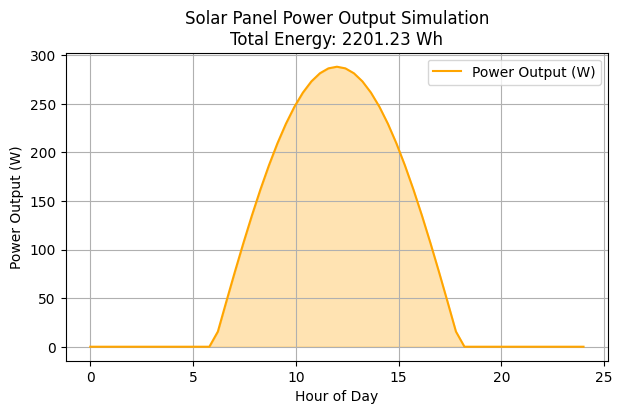 Solar Panel Power Output Simulation
Total Energy: 2201.23 Wh
Power Output (W)
Power Output (W)
300
250
200
150
100
50
0
0
5
10
15
20
25
Hour of Day